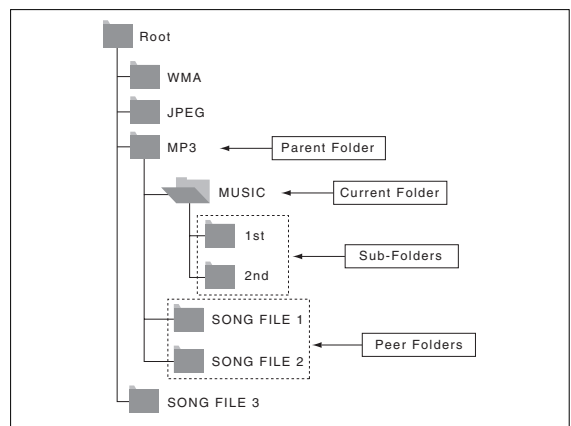 Root
WMA
JPEG
MP3
Parent Folder
MUSIC
Current Folder
1st
Sub-Folders
2nd
SONG FILE 1
Peer Folders
SONG FILE 2
SONG FILE 3